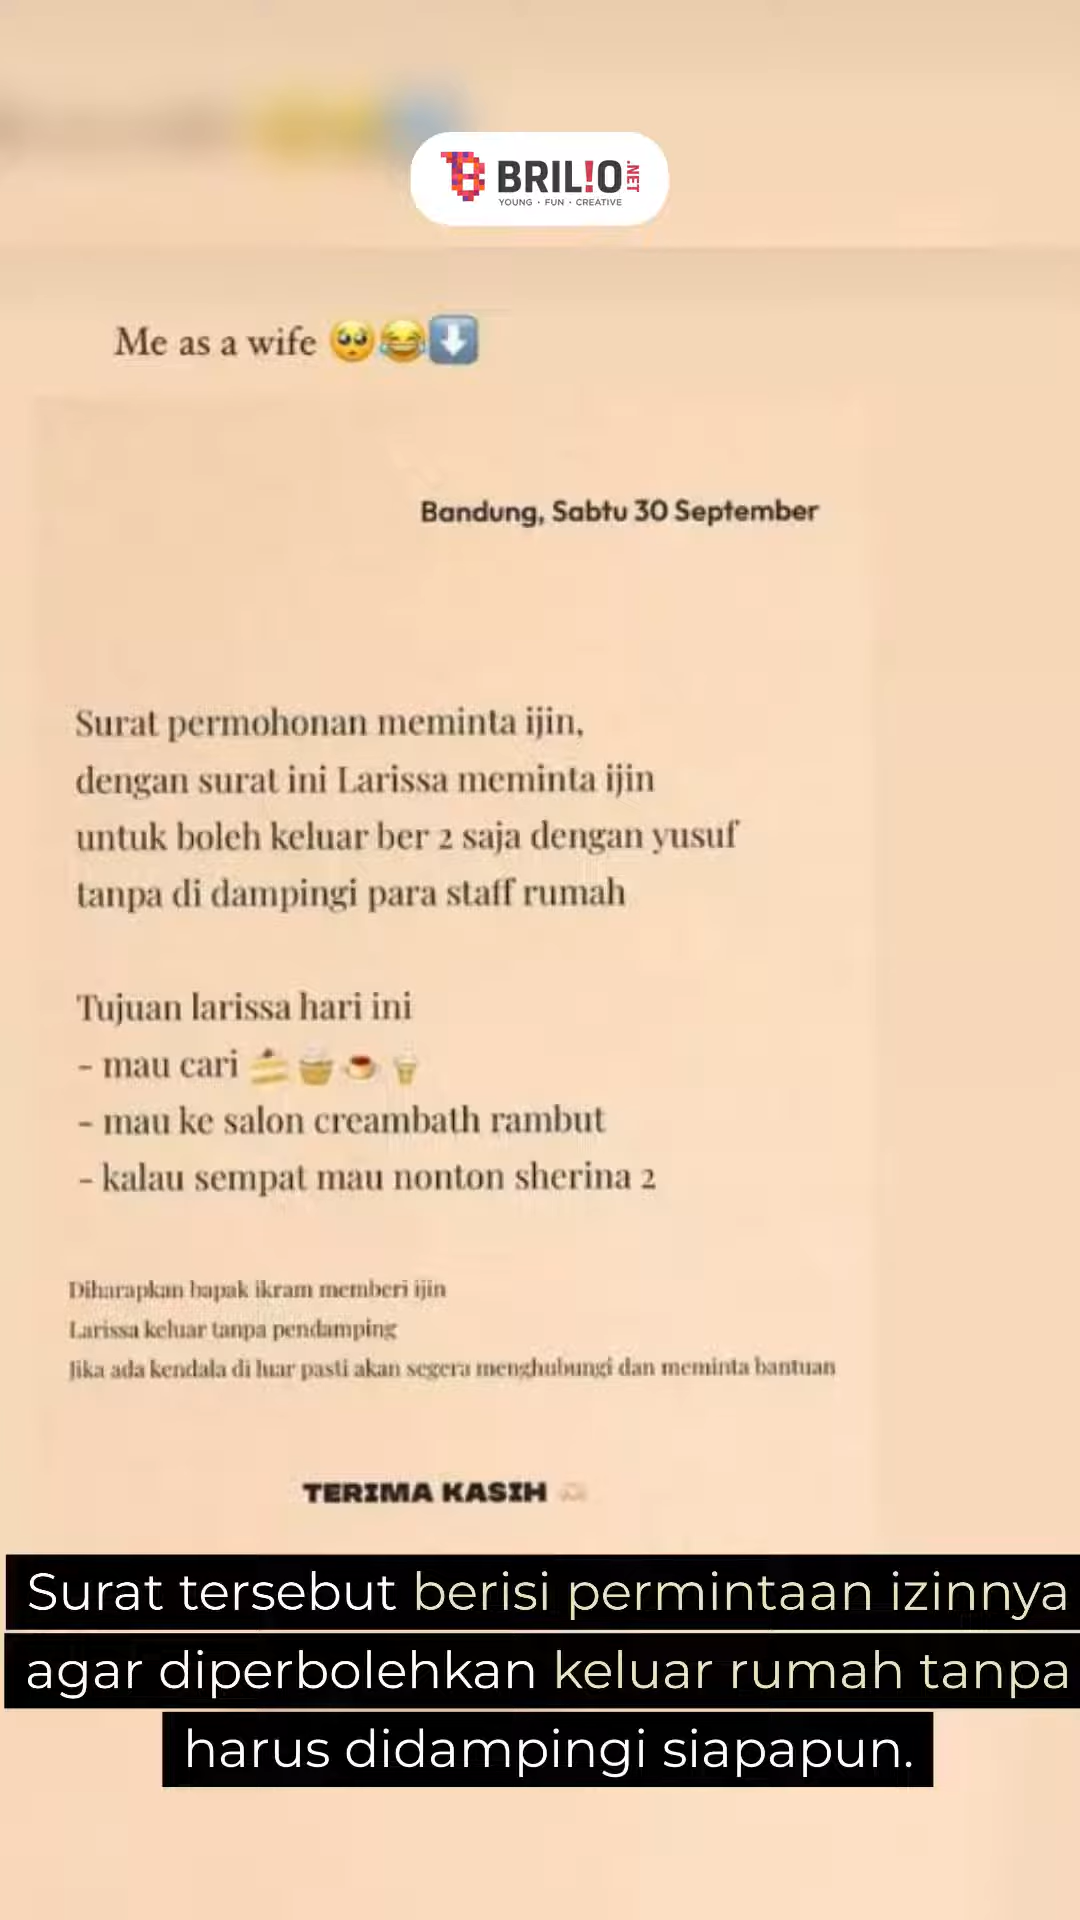 BRIL!O.NET
YOUNG • FUN • CREATIVE
Me as a wife 🥺😂⬇️
Bandung, Sabtu 30 September
Surat permohonan meminta ijin,
dengan surat ini Larissa meminta ijin
untuk boleh keluar ber 2 saja dengan yusuf
tanpa di dampingi para staff rumah
Tujuan larissa hari ini
- mau cari 🍰🧁☕🍦
- mau ke salon creambath rambut
- kalau sempat mau nonton sherina 2
Diharapkan bapak ikram memberi ijin
Larissa keluar tanpa pendamping
Jika ada kendala di luar pasti akan segera menghubungi dan meminta bantuan
TERIMA KASIH
Surat tersebut berisi permintaan izinnya
agar diperbolehkan keluar rumah tanpa
harus didampingi siapapun.